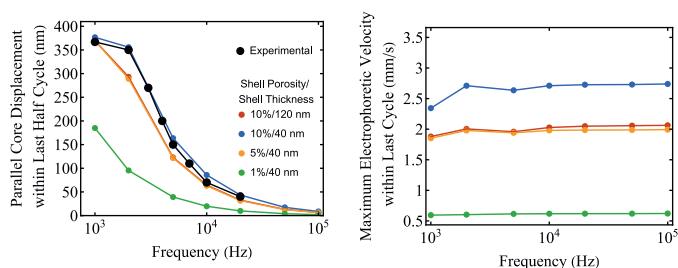 Parallel Core Displacement
within Last Half Cycle (nm)
400
350
300
250
200
150
100
50
0
10³
10⁴
10⁵
Frequency (Hz)
Experimental
Shell Porosity/
Shell Thickness
10%/120 nm
10%/40 nm
5%/40 nm
1%/40 nm
Maximum Electrophoretic Velocity
within Last Cycle (mm/s)
3.5
3
2.5
2
1.5
1
0.5
10³
10⁴
10⁵
Frequency (Hz)